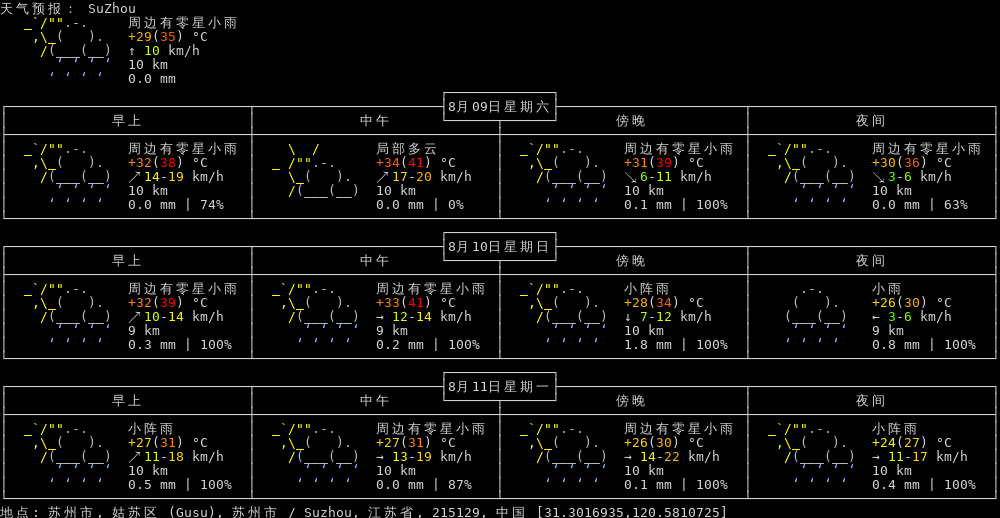 天气预报： SuZhou
周边有零星小雨
+29(35) °C
↑ 10 km/h
10 km
0.0 mm
8月09日星期六
早上 中午 傍晚 夜间
周边有零星小雨 局部多云 周边有零星小雨 周边有零星小雨
+32(38) °C +34(41) °C +31(39) °C +30(36) °C
↗ 14-19 km/h ↗ 17-20 km/h ↘ 6-11 km/h ↘ 3-6 km/h
10 km 10 km 10 km 10 km
0.0 mm | 74% 0.0 mm | 0% 0.1 mm | 100% 0.0 mm | 63%
8月10日星期日
早上 中午 傍晚 夜间
周边有零星小雨 周边有零星小雨 小阵雨 小雨
+32(39) °C +33(41) °C +28(34) °C +26(30) °C
↗ 10-14 km/h → 12-14 km/h ↓ 7-12 km/h ← 3-6 km/h
9 km 9 km 10 km 9 km
0.3 mm | 100% 0.2 mm | 100% 1.8 mm | 100% 0.8 mm | 100%
8月11日星期一
早上 中午 傍晚 夜间
小阵雨 周边有零星小雨 周边有零星小雨 小阵雨
+27(31) °C +27(31) °C +26(30) °C +24(27) °C
↗ 11-18 km/h → 13-19 km/h → 14-22 km/h → 11-17 km/h
10 km 10 km 10 km 10 km
0.5 mm | 100% 0.0 mm | 87% 0.1 mm | 100% 0.4 mm | 100%
地点: 苏州市, 姑苏区 (Gusu), 苏州市 / Suzhou, 江苏省, 215129, 中国 [31.3016935,120.5810725]